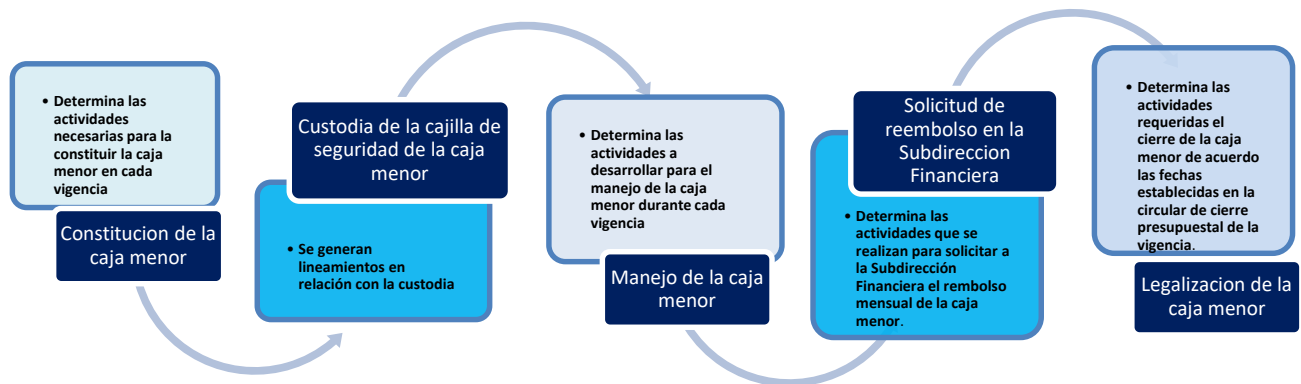 • Determina las
actividades
necesarias para la
constituir la caja
menor en cada
vigencia
Constitucion de la
caja menor
Custodia de la cajilla de
seguridad de la caja
menor
• Se generan
lineamientos en
relación con la custodia
• Determina las
actividades a
desarrollar para el
manejo de la caja
menor durante cada
vigencia
Manejo de la caja
menor
Solicitud de
reembolso en la
Subdireccion
Financiera
• Determina las
actividades que se
realizan para solicitar a
la Subdirección
Financiera el rembolso
mensual de la caja
menor.
• Determina las
actividades
requeridas el
cierre de la caja
menor de acuerdo
las fechas
establecidas en la
circular de cierre
presupuestal de la
vigencia.
Legalizacion de la
caja menor